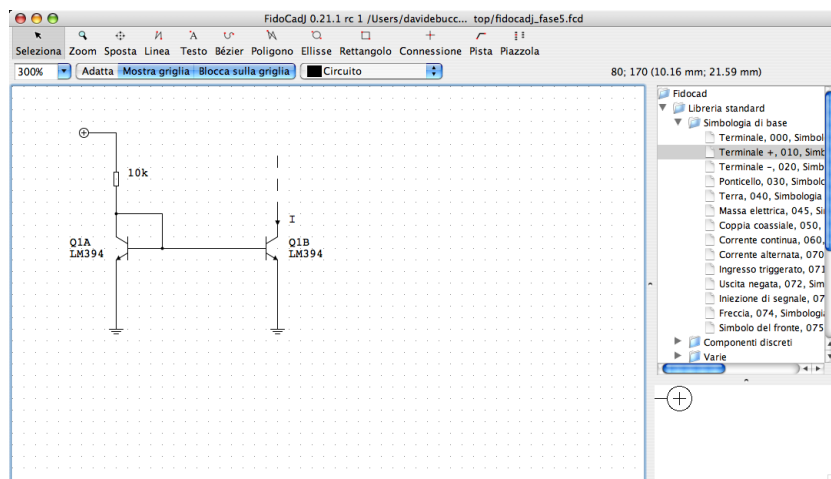 FidoCadJ 0.21.1 rc 1 /Users/davidebucc... top/fidocadj_fase5.fcd
Seleziona Zoom Sposta Linea Testo Bézier Poligono Ellisse Rettangolo Connessione Pista Piazzola
300% Adatta Mostra griglia Blocca sulla griglia Circuito 80; 170 (10.16 mm; 21.59 mm)
10k
I
Q1A
LM394
Q1B
LM394
Fidocad
Libreria standard
Simbologia di base
Terminale, 000, Simbol
Terminale +, 010, Simb
Terminale -, 020, Simb
Ponticello, 030, Simbolo
Terra, 040, Simbologia
Massa elettrica, 045, Si
Coppia coassiale, 050,
Corrente continua, 060,
Corrente alternata, 070
Ingresso triggerato, 071
Uscita negata, 072, Sim
Iniezione di segnale, 07
Freccia, 074, Simbologi
Simbolo del fronte, 075
Componenti discreti
Varie